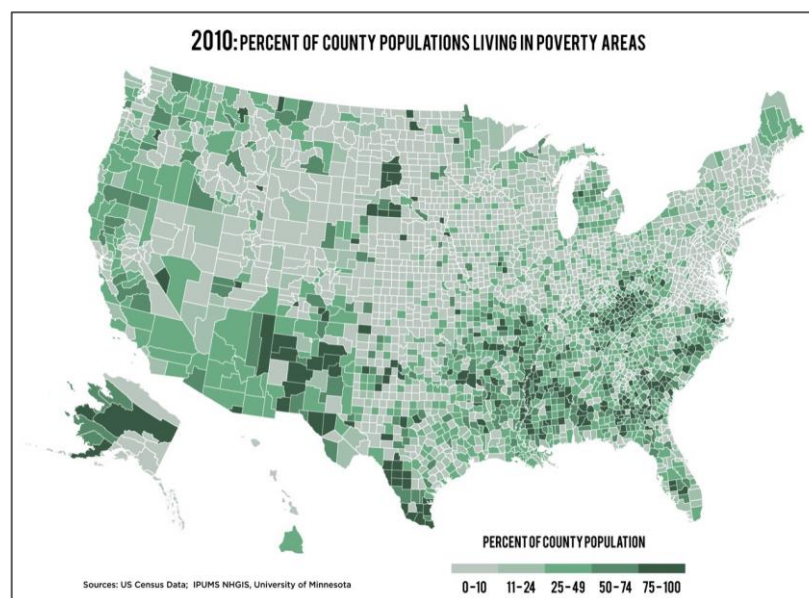 2010: PERCENT OF COUNTY POPULATIONS LIVING IN POVERTY AREAS
PERCENT OF COUNTY POPULATION
0-10 11-24 25-49 50-74 75-100
Sources: US Census Data; IPUMS NHGIS, University of Minnesota